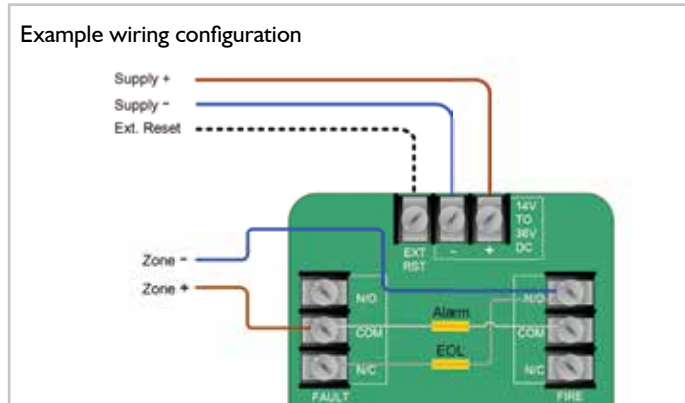 Example wiring configuration
Supply +
Supply -
Ext. Reset
14V
TO
36V
DC
EXT
RST
- +
Zone -
Zone +
N/O
N/O
Alarm
COM
COM
EOL
N/C
N/C
FAULT
FIRE